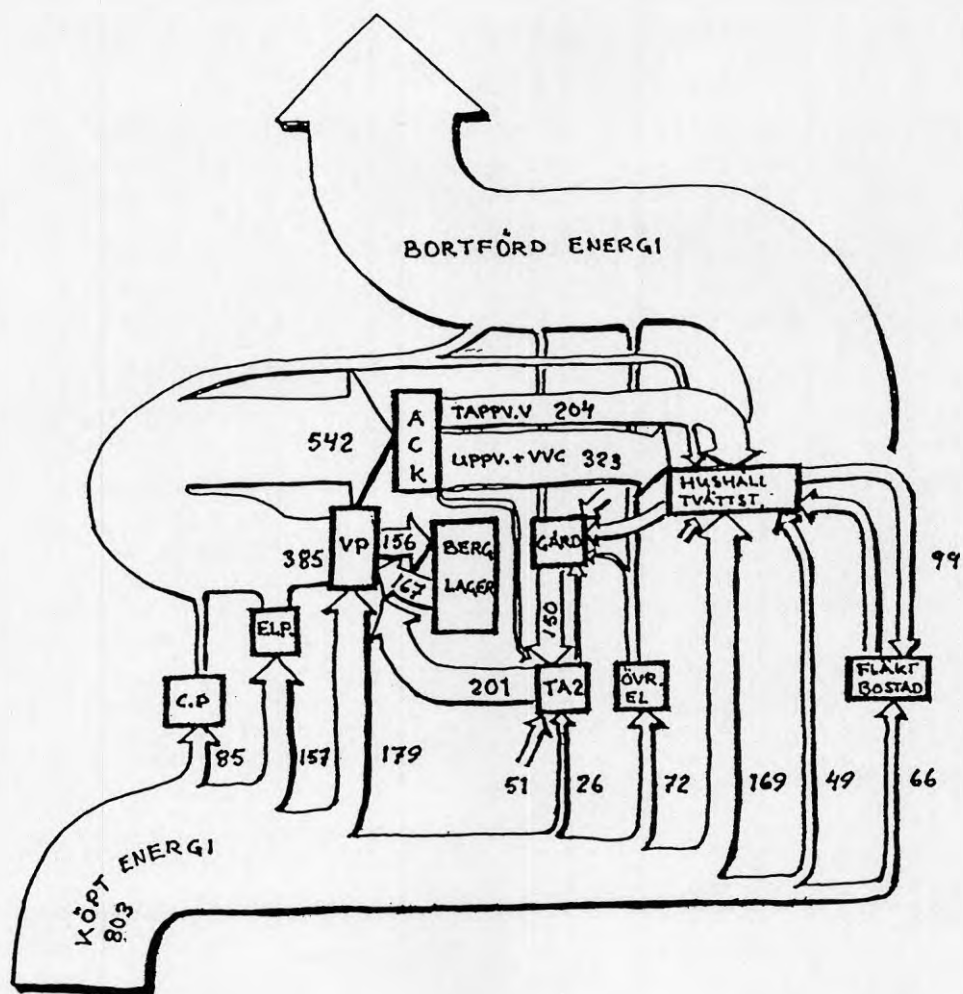 BORTFÖRD ENERGI
ACK
TAPPV.V 204
UPPV.+VVC 323
542
HUSHÅLL
TVÄTTST.
VP
385
156
167
BERG
LAGER
GÅRD
99
ELP.
150
C.P
201
TA2
ÖVR.
EL
FLÄKT
BOSTAD
85
157
179
51
26
72
169
49
66
KÖPT ENERGI
803